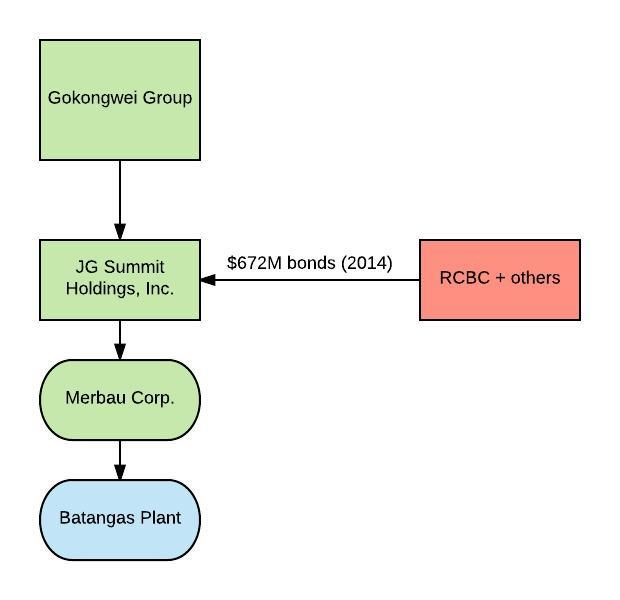 Gokongwei Group
JG Summit
Holdings, Inc.
$672M bonds (2014)
RCBC + others
Merbau Corp.
Batangas Plant